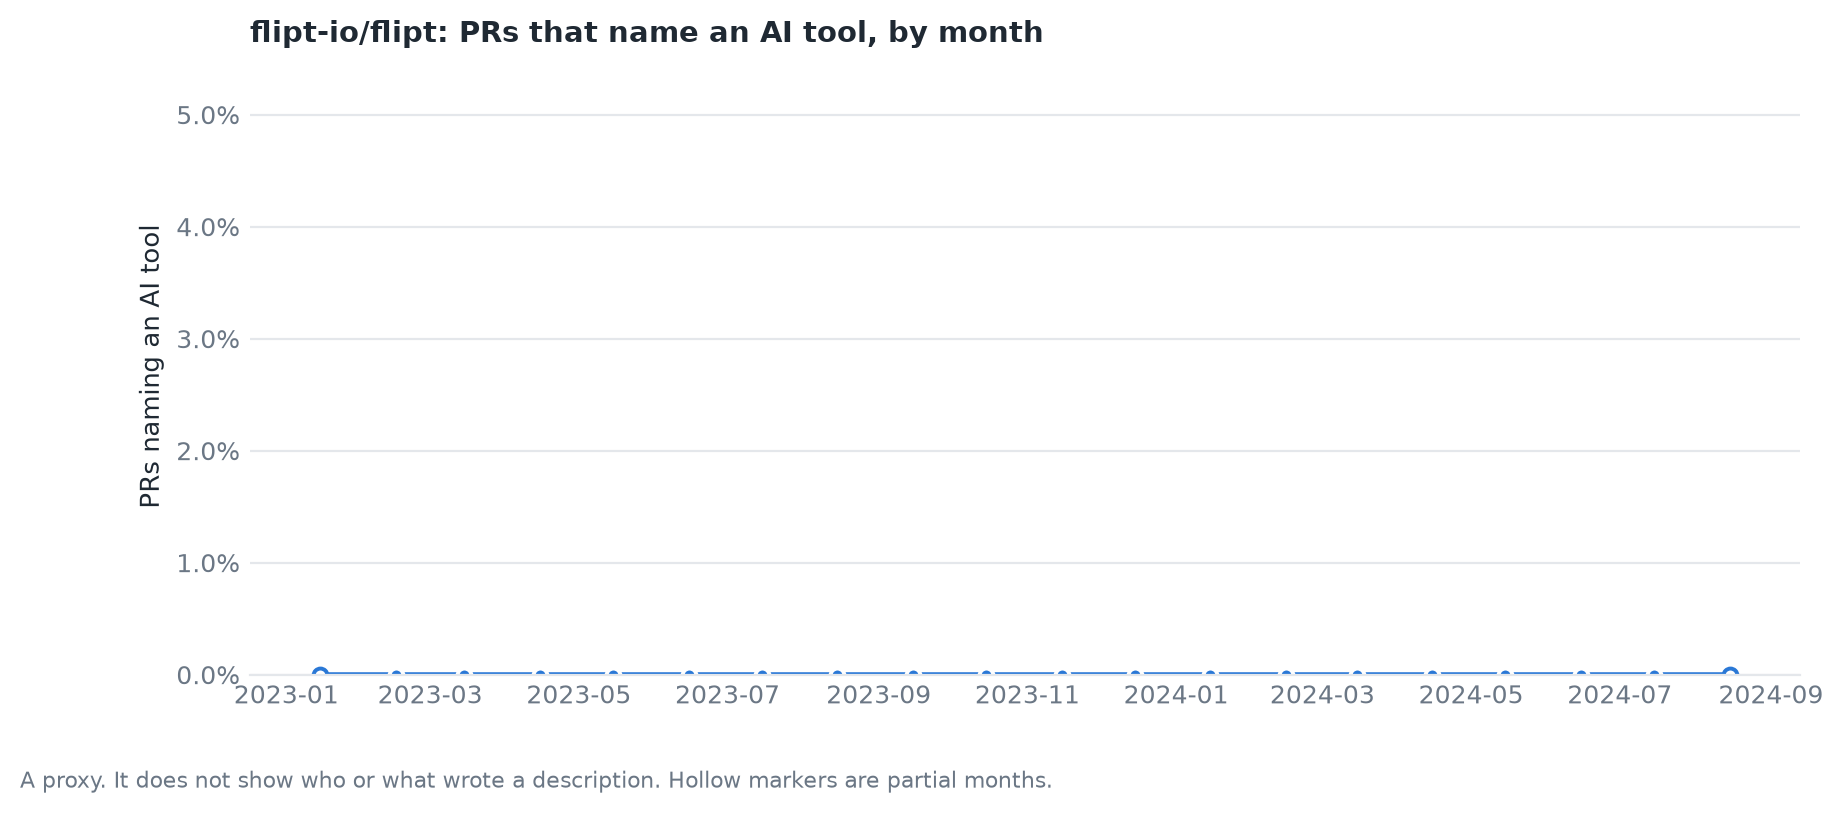 flipt-io/flipt: PRs that name an AI tool, by month
PRs naming an AI tool
5.0%
4.0%
3.0%
2.0%
1.0%
0.0%
2023-01 2023-03 2023-05 2023-07 2023-09 2023-11 2024-01 2024-03 2024-05 2024-07 2024-09
A proxy. It does not show who or what wrote a description. Hollow markers are partial months.